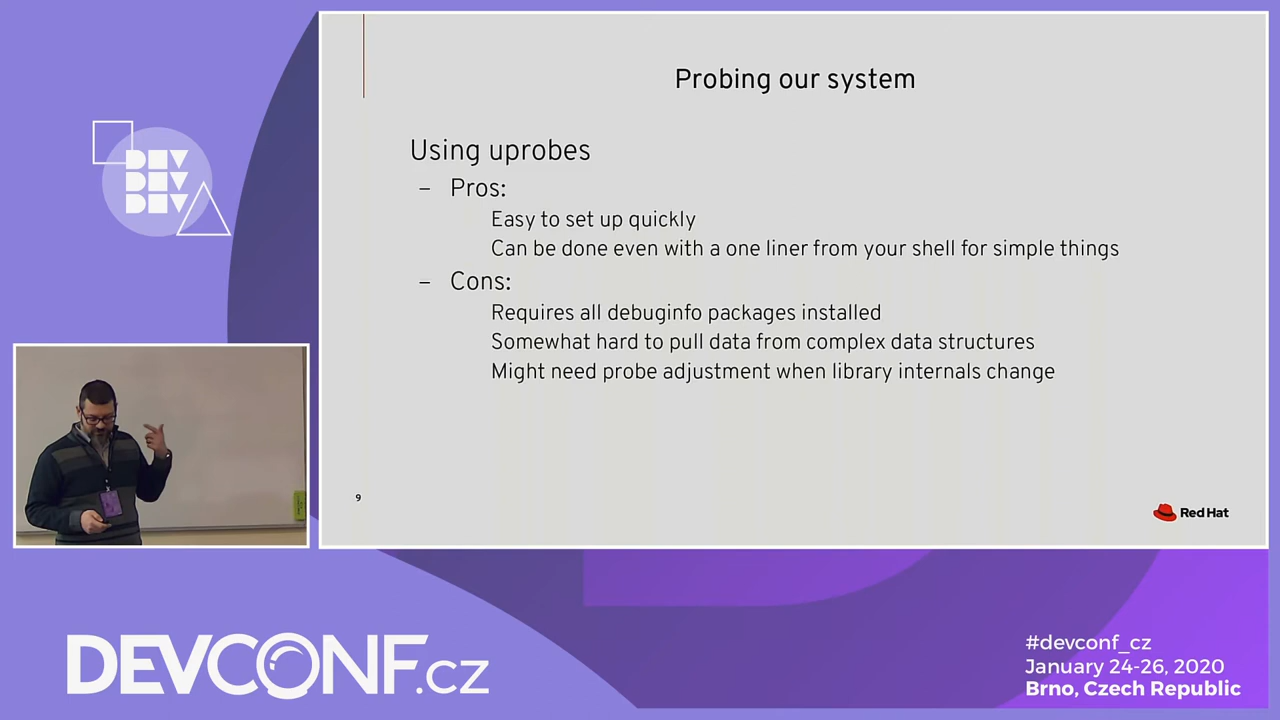 Probing our system
Using uprobes
– Pros:
Easy to set up quickly
Can be done even with a one liner from your shell for simple things
– Cons:
Requires all debuginfo packages installed
Somewhat hard to pull data from complex data structures
Might need probe adjustment when library internals change
9
Red Hat
DEV
DEV
DEV
DEVCONF.cz
#devconf_cz
January 24-26, 2020
Brno, Czech Republic